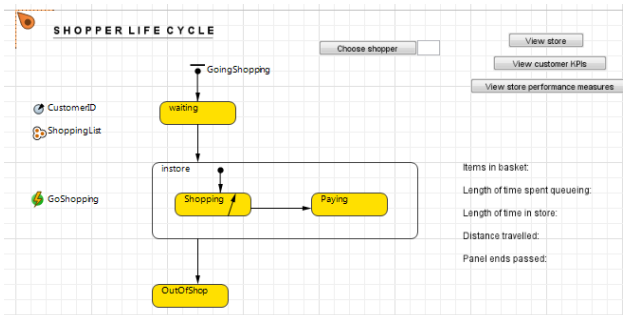 SHOPPER LIFE CYCLE
Choose shopper
View store
View customer KPIs
View store performance measures
GoingShopping
CustomerID
ShoppingList
waiting
instore
GoShopping
Shopping
Paying
OutOfShop
Items in basket:
Length of time spent queueing:
Length of time in store:
Distance travelled:
Panel ends passed: